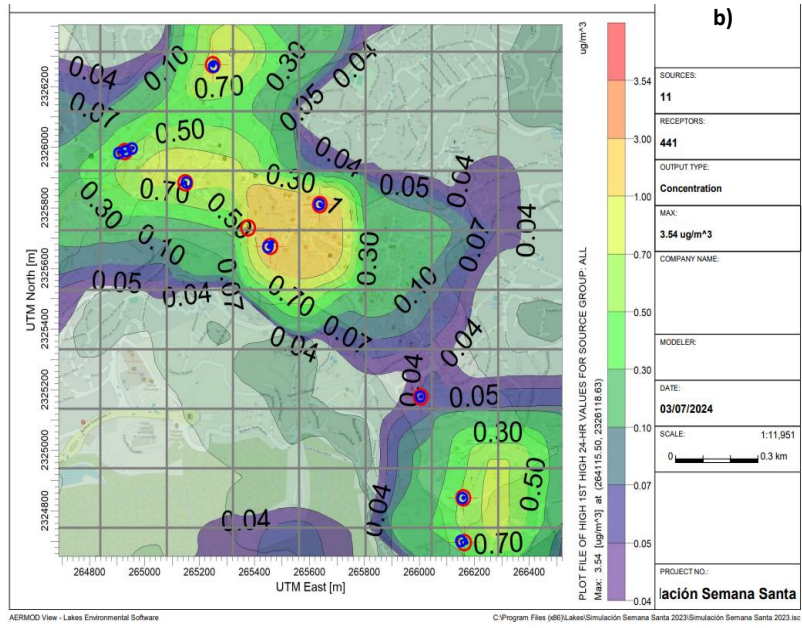 b)
ug/m^3
3.54
3.00
1.00
0.70
0.50
0.30
0.10
0.07
0.05
0.04
PLOT FILE OF HIGH 1ST HIGH 24-HR VALUES FOR SOURCE GROUP: ALL
Max: 3.54 [ug/m^3] at (264115.50, 2326118.63)
UTM North [m]
2326200
2326000
2325800
2325600
2325400
2325200
2325000
2324800
264800 265000 265200 265400 265600 265800 266000 266200 266400
UTM East [m]
0.04 0.10 0.30 0.04
0.70
0.07 0.05
0.50
0.04
0.30 0.05 0.04
0.70
0.30 0.50 1
0.04
0.10 0.30 0.07
0.05 0.04 0.07 0.70 0.10
0.04 0.07 0.04
0.04 0.05
0.30
0.50
0.04 0.04
0.70
SOURCES:
11
RECEPTORS:
441
OUTPUT TYPE:
Concentration
MAX:
3.54 ug/m^3
COMPANY NAME:
MODELER:
DATE:
03/07/2024
SCALE:
1:11,951
0 0.3 km
PROJECT NO.:
lación Semana Santa
AERMOD View - Lakes Environmental Software
C:\Program Files (x86)\Lakes\Simulación Semana Santa 2023\Simulación Semana Santa 2023.isc